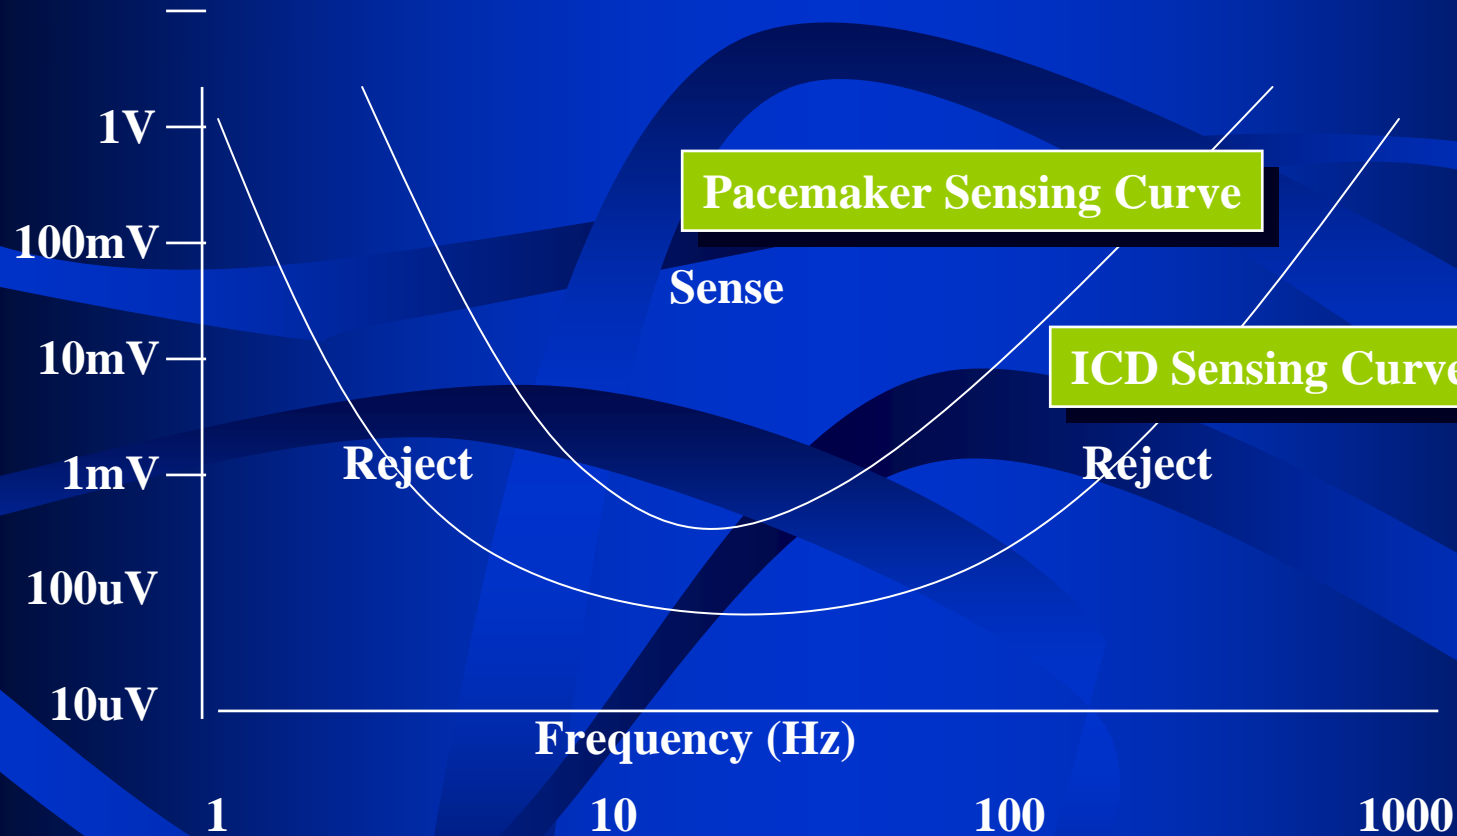 1V
Pacemaker Sensing Curve
100mV
Sense
10mV
ICD Sensing Curve
1mV
Reject
Reject
100uV
10uV
Frequency (Hz)
1
10
100
1000